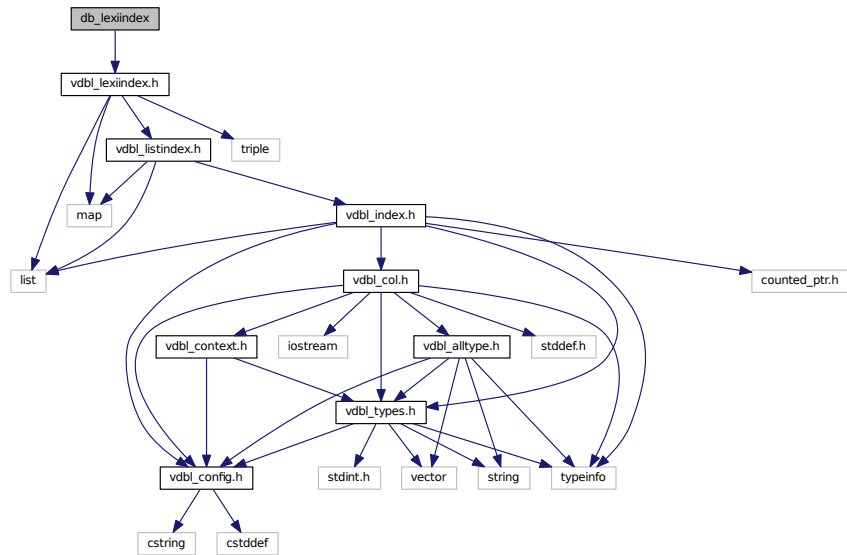 db_lexiindex
vdbl_lexiindex.h
vdbl_listindex.h
triple
map
vdbl_index.h
list
vdbl_col.h
counted_ptr.h
vdbl_context.h
iostream
vdbl_alltype.h
stddef.h
vdbl_types.h
vdbl_config.h
stdint.h
vector
string
typeinfo
cstring
cstddef